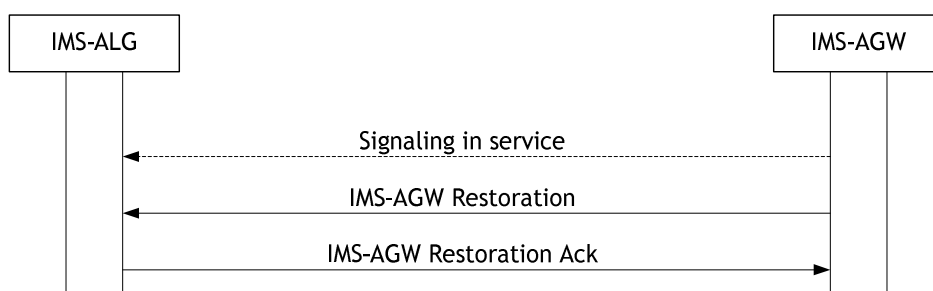 IMS-ALG
IMS-AGW
Signaling in service
IMS-AGW Restoration
IMS-AGW Restoration Ack